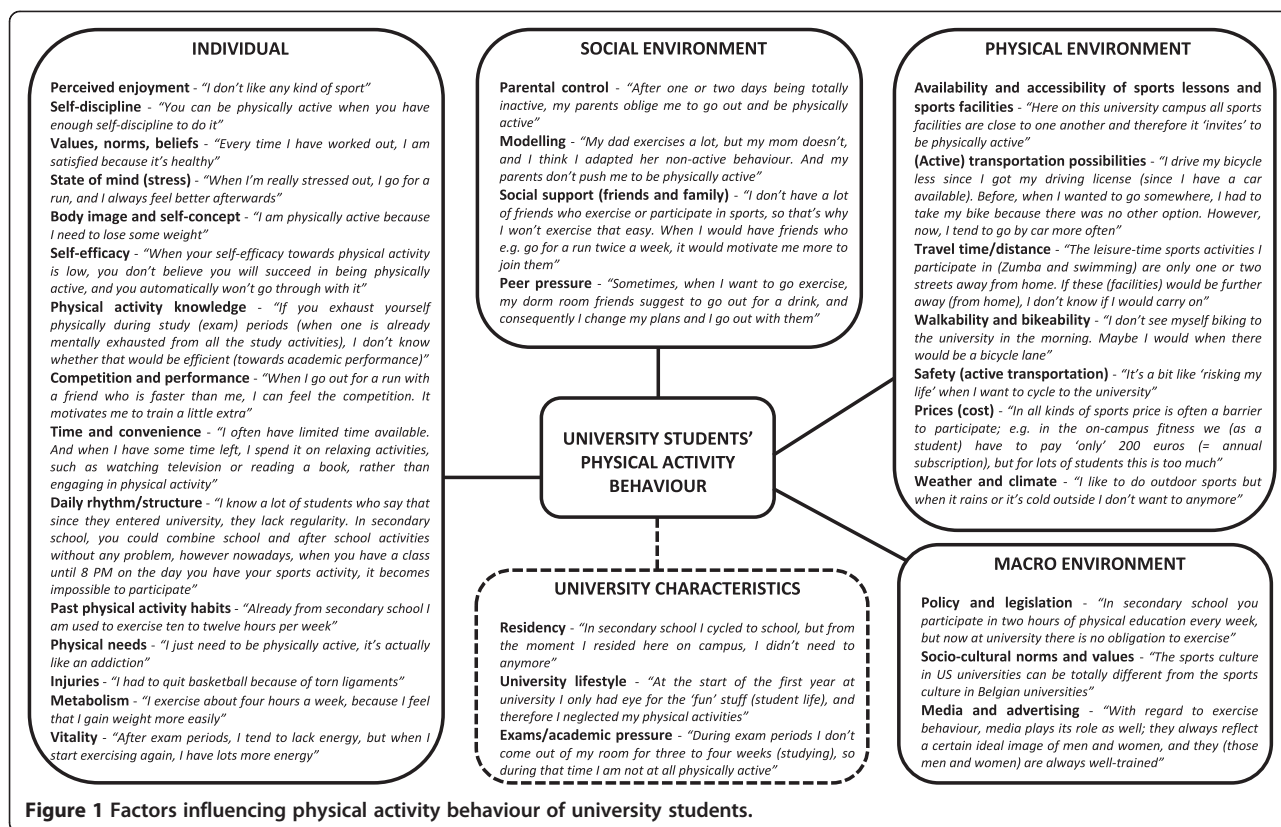 INDIVIDUAL
Perceived enjoyment - “I don’t like any kind of sport”
Self-discipline - “You can be physically active when you have
enough self-discipline to do it”
Values, norms, beliefs - “Every time I have worked out, I am
satisfied because it’s healthy”
State of mind (stress) - “When I’m really stressed out, I go for a
run, and I always feel better afterwards”
Body image and self-concept - “I am physically active because
I need to lose some weight”
Self-efficacy - “When your self-efficacy towards physical activity
is low, you don’t believe you will succeed in being physically
active, and you automatically won’t go through with it”
Physical activity knowledge - “If you exhaust yourself
physically during study (exam) periods (when one is already
mentally exhausted from all the study activities), I don’t know
whether that would be efficient (towards academic performance)”
Competition and performance - “When I go out for a run with
a friend who is faster than me, I can feel the competition. It
motivates me to train a little extra”
Time and convenience - “I often have limited time available.
And when I have some time left, I spend it on relaxing activities,
such as watching television or reading a book, rather than
engaging in physical activity”
Daily rhythm/structure - “I know a lot of students who say that
since they entered university, they lack regularity. In secondary
school, you could combine school and after school activities
without any problem, however nowadays, when you have a class
until 8 PM on the day you have your sports activity, it becomes
impossible to participate”
Past physical activity habits - “Already from secondary school I
am used to exercise ten to twelve hours per week”
Physical needs - “I just need to be physically active, it’s actually
like an addiction”
Injuries - “I had to quit basketball because of torn ligaments”
Metabolism - “I exercise about four hours a week, because I feel
that I gain weight more easily”
Vitality - “After exam periods, I tend to lack energy, but when I
start exercising again, I have lots more energy”
SOCIAL ENVIRONMENT
Parental control - “After one or two days being totally
inactive, my parents oblige me to go out and be physically
active”
Modelling - “My dad exercises a lot, but my mom doesn’t,
and I think I adapted her non-active behaviour. And my
parents don’t push me to be physically active”
Social support (friends and family) - “I don’t have a lot
of friends who exercise or participate in sports, so that’s why
I won’t exercise that easy. When I would have friends who
e.g. go for a run twice a week, it would motivate me more to
join them”
Peer pressure - “Sometimes, when I want to go exercise,
my dorm room friends suggest to go out for a drink, and
consequently I change my plans and I go out with them”
UNIVERSITY STUDENTS’
PHYSICAL ACTIVITY
BEHAVIOUR
UNIVERSITY CHARACTERISTICS
Residency - “In secondary school I cycled to school, but from
the moment I resided here on campus, I didn’t need to
anymore”
University lifestyle - “At the start of the first year at
university I only had eye for the ‘fun’ stuff (student life), and
therefore I neglected my physical activities”
Exams/academic pressure - “During exam periods I don’t
come out of my room for three to four weeks (studying), so
during that time I am not at all physically active”
PHYSICAL ENVIRONMENT
Availability and accessibility of sports lessons and
sports facilities - “Here on this university campus all sports
facilities are close to one another and therefore it ‘invites’ to
be physically active”
(Active) transportation possibilities - “I drive my bicycle
less since I got my driving license (since I have a car
available). Before, when I wanted to go somewhere, I had to
take my bike because there was no other option. However,
now, I tend to go by car more often”
Travel time/distance - “The leisure-time sports activities I
participate in (Zumba and swimming) are only one or two
streets away from home. If these (facilities) would be further
away (from home), I don’t know if I would carry on”
Walkability and bikeability - “I don’t see myself biking to
the university in the morning. Maybe I would when there
would be a bicycle lane”
Safety (active transportation) - “It’s a bit like ‘risking my
life’ when I want to cycle to the university”
Prices (cost) - “In all kinds of sports price is often a barrier
to participate; e.g. in the on-campus fitness we (as a
student) have to pay ‘only’ 200 euros (= annual
subscription), but for lots of students this is too much”
Weather and climate - “I like to do outdoor sports but
when it rains or it’s cold outside I don’t want to anymore”
MACRO ENVIRONMENT
Policy and legislation - “In secondary school you
participate in two hours of physical education every week,
but now at university there is no obligation to exercise”
Socio-cultural norms and values - “The sports culture
in US universities can be totally different from the sports
culture in Belgian universities”
Media and advertising - “With regard to exercise
behaviour, media plays its role as well; they always reflect
a certain ideal image of men and women, and they (those
men and women) are always well-trained”
Figure 1 Factors influencing physical activity behaviour of university students.